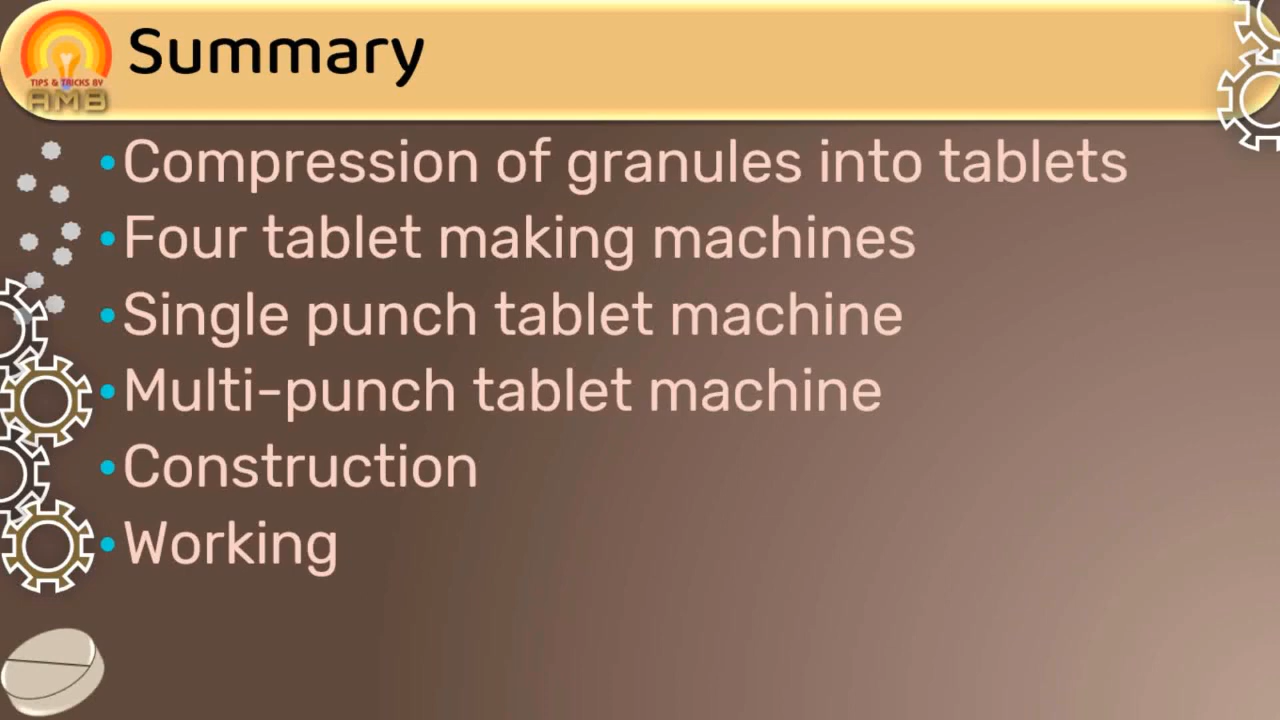 Summary
TIPS & TRICKS BY
AMB
•Compression of granules into tablets
•Four tablet making machines
•Single punch tablet machine
•Multi-punch tablet machine
•Construction
•Working